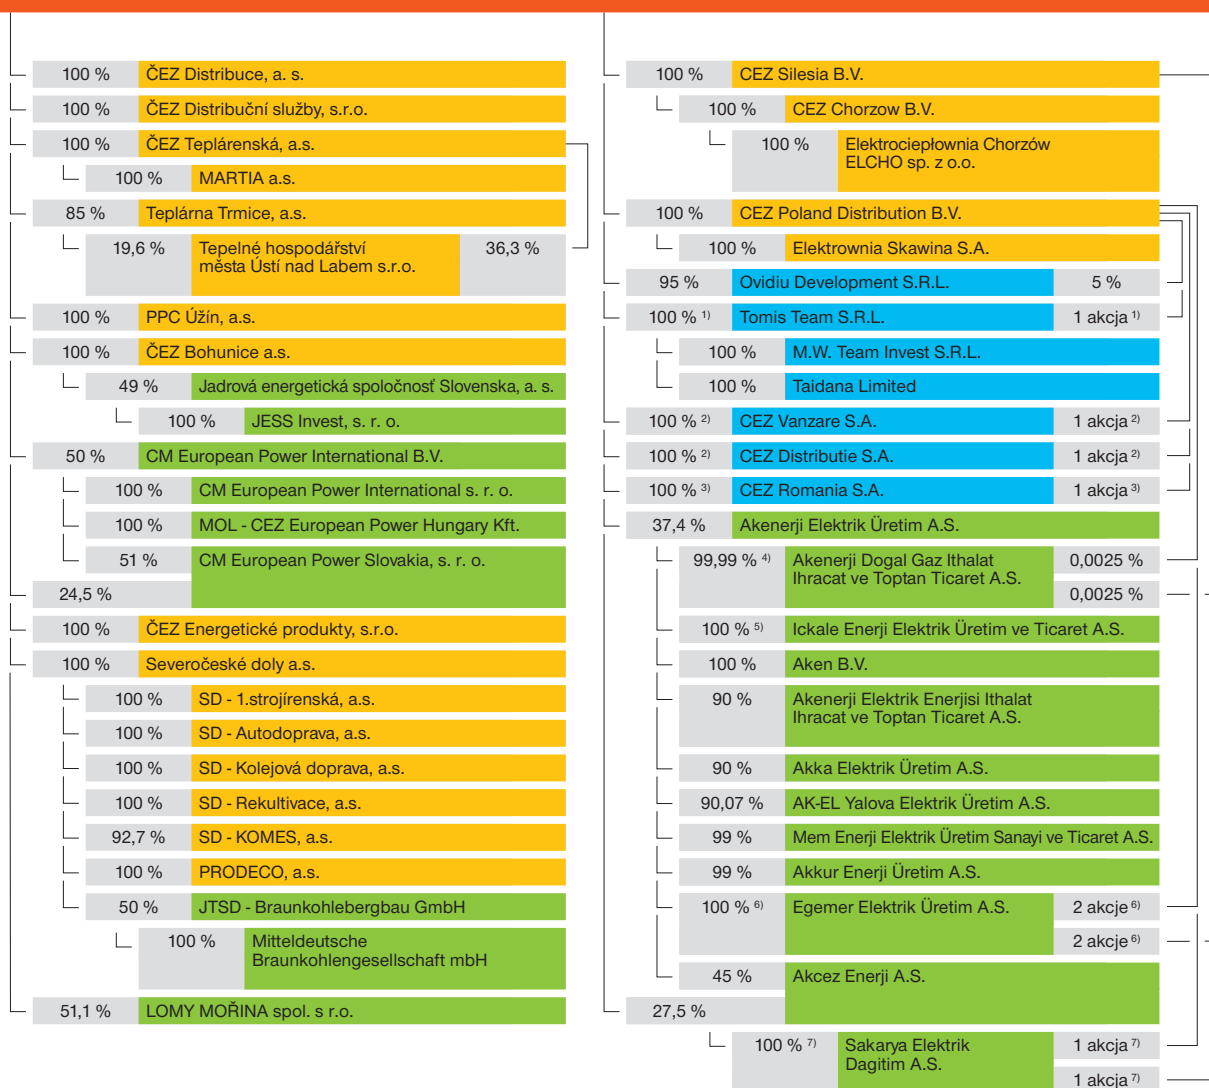 100 % ČEZ Distribuce, a. s.
100 % ČEZ Distribuční služby, s.r.o.
100 % ČEZ Teplárenská, a.s.
100 % MARTIA a.s.
85 % Teplárna Trmice, a.s.
19,6 % Tepelné hospodářství 36,3 %
města Ústí nad Labem s.r.o.
100 % PPC Úžín, a.s.
100 % ČEZ Bohunice a.s.
49 % Jadrová energetická spoločnosť Slovenska, a. s.
100 % JESS Invest, s. r. o.
50 % CM European Power International B.V.
100 % CM European Power International s. r. o.
100 % MOL - CEZ European Power Hungary Kft.
51 % CM European Power Slovakia, s. r. o.
24,5 %
100 % ČEZ Energetické produkty, s.r.o.
100 % Severočeské doly a.s.
100 % SD - 1.strojírenská, a.s.
100 % SD - Autodoprava, a.s.
100 % SD - Kolejová doprava, a.s.
100 % SD - Rekultivace, a.s.
92,7 % SD - KOMES, a.s.
100 % PRODECO, a.s.
50 % JTSD - Braunkohlebergbau GmbH
100 % Mitteldeutsche
Braunkohlengesellschaft mbH
51,1 % LOMY MOŘINA spol. s r.o.
100 % CEZ Silesia B.V.
100 % CEZ Chorzow B.V.
100 % Elektrociepłownia Chorzów
ELCHO sp. z o.o.
100 % CEZ Poland Distribution B.V.
100 % Elektrownia Skawina S.A.
95 % Ovidiu Development S.R.L. 5 %
100 % 1) Tomis Team S.R.L. 1 akcja 1)
100 % M.W. Team Invest S.R.L.
100 % Taidana Limited
100 % 2) CEZ Vanzare S.A. 1 akcja 2)
100 % 2) CEZ Distributie S.A. 1 akcja 2)
100 % 3) CEZ Romania S.A. 1 akcja 3)
37,4 % Akenerji Elektrik Üretim A.S.
99,99 % 4) Akenerji Dogal Gaz Ithalat 0,0025 %
Ihracat ve Toptan Ticaret A.S.
0,0025 %
100 % 5) Ickale Enerji Elektrik Üretim ve Ticaret A.S.
100 % Aken B.V.
90 % Akenerji Elektrik Enerjisi Ithalat
Ihracat ve Toptan Ticaret A.S.
90 % Akka Elektrik Üretim A.S.
90,07 % AK-EL Yalova Elektrik Üretim A.S.
99 % Mem Enerji Elektrik Üretim Sanayi ve Ticaret A.S.
99 % Akkur Enerji Üretim A.S.
100 % 6) Egemer Elektrik Üretim A.S. 2 akcje 6)
2 akcje 6)
45 % Akcez Enerji A.S.
27,5 %
100 % 7) Sakarya Elektrik 1 akcja 7)
Dagitim A.S.
1 akcja 7)